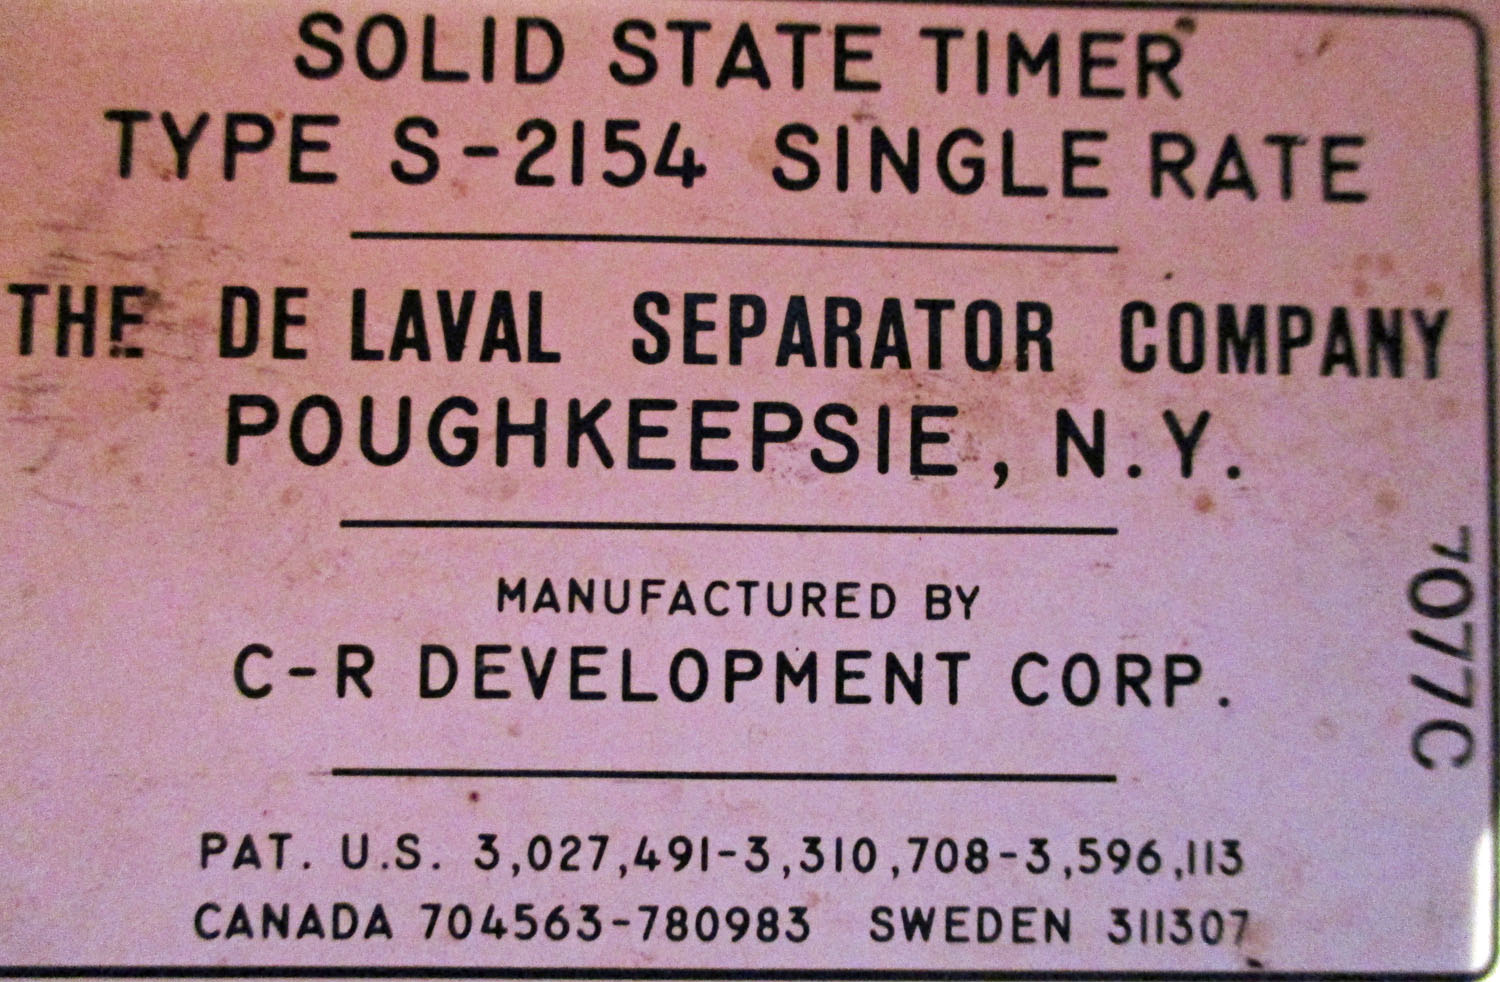 SOLID STATE TIMER
TYPE S-2154 SINGLE RATE
THE DE LAVAL SEPARATOR COMPANY
POUGHKEEPSIE, N.Y.
MANUFACTURED BY
C-R DEVELOPMENT CORP.
PAT. U.S. 3,027,491-3,310,708-3,596,113
CANADA 704563-780983 SWEDEN 311307
7077C